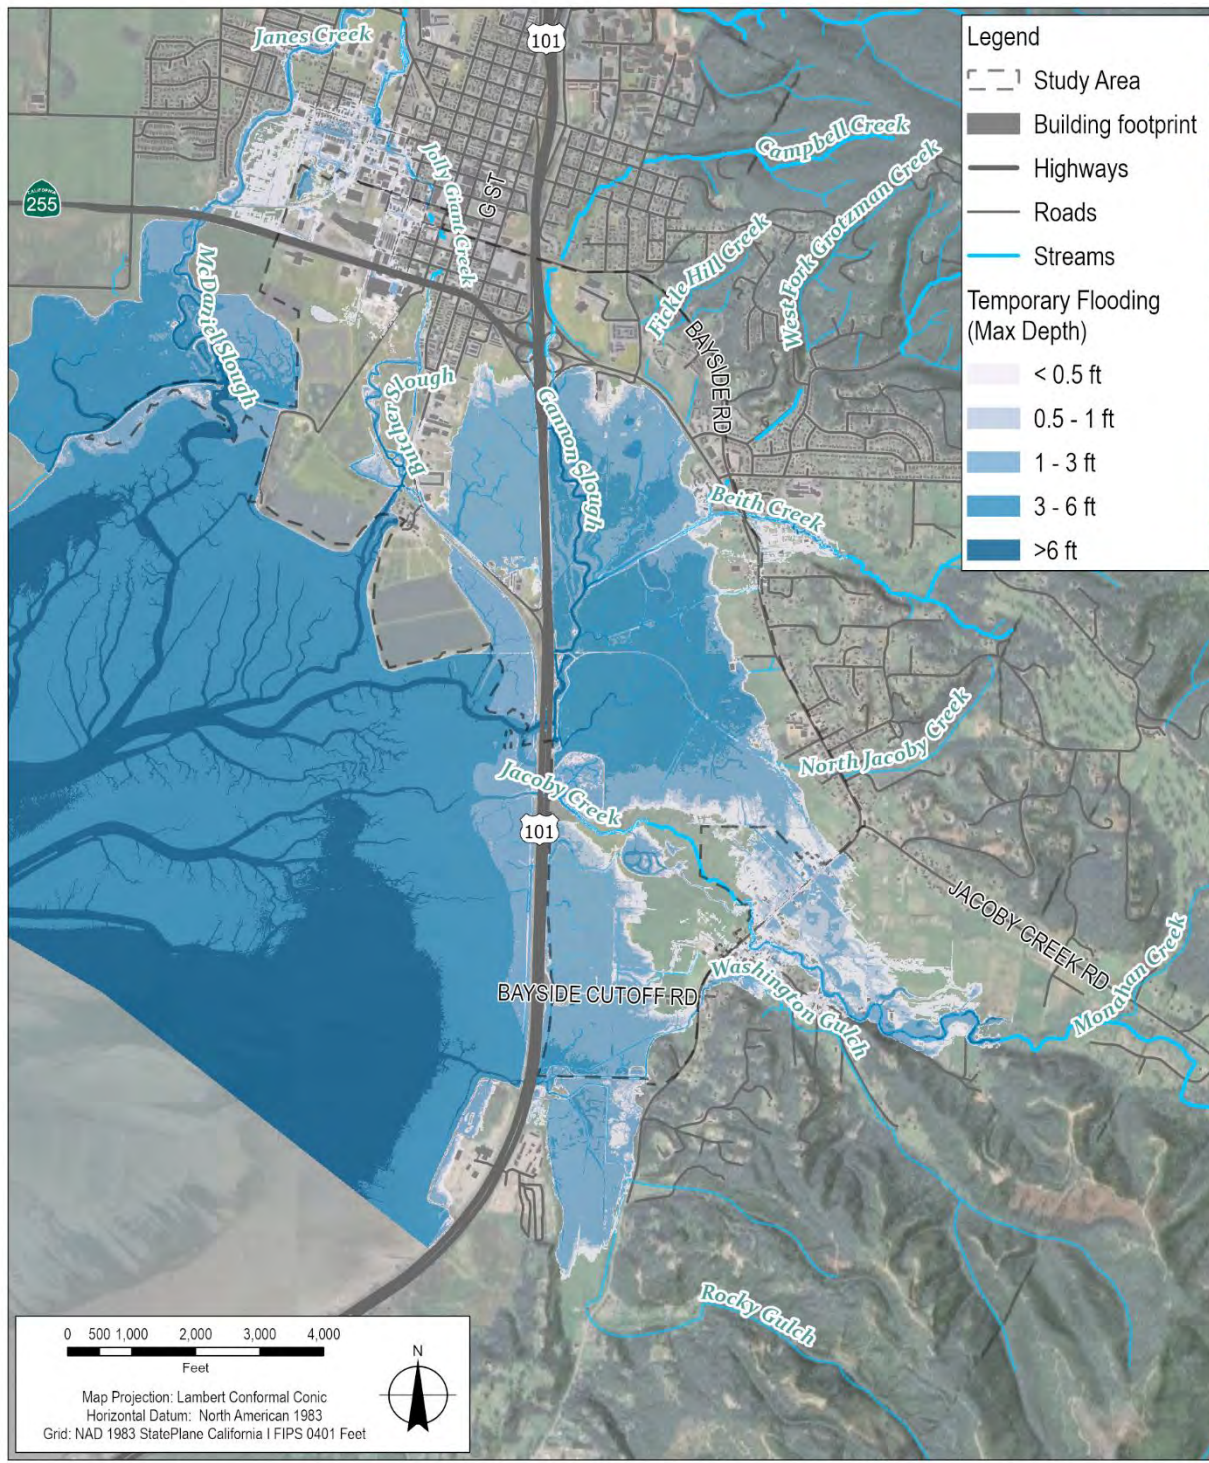 Janes Creek
101
Legend
Study Area
Building footprint
Highways
Roads
Streams
Temporary Flooding
(Max Depth)
< 0.5 ft
0.5 - 1 ft
1 - 3 ft
3 - 6 ft
>6 ft
Campbell Creek
Jolly Giant Creek
G ST
West Fork Grotzman Creek
CALIFORNIA
255
Fickle Hill Creek
McDaniel Slough
BAYSIDE RD
Butchers Slough
Gannon Slough
Beith Creek
North Jacoby Creek
Jacoby Creek
101
JACOBY CREEK RD
Monahan Creek
Washington Gulch
BAYSIDE CUTOFF RD
Rocky Gulch
0 500 1,000 2,000 3,000 4,000
Feet
N
Map Projection: Lambert Conformal Conic
Horizontal Datum: North American 1983
Grid: NAD 1983 StatePlane California I FIPS 0401 Feet